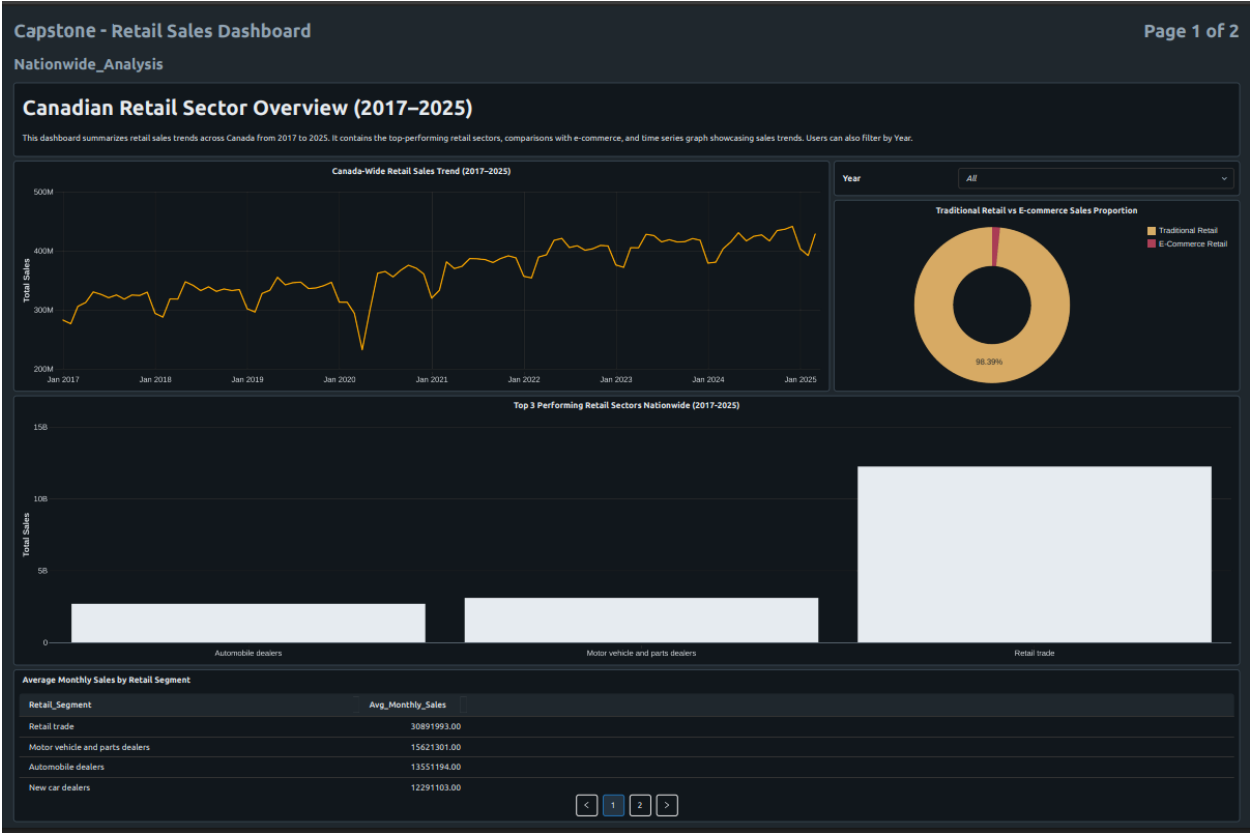 Capstone - Retail Sales Dashboard
Page 1 of 2
Nationwide_Analysis
Canadian Retail Sector Overview (2017–2025)
This dashboard summarizes retail sales trends across Canada from 2017 to 2025. It contains the top-performing retail sectors, comparisons with e-commerce, and time series graph showcasing sales trends. Users can also filter by Year.
Canada-Wide Retail Sales Trend (2017–2025)
500M
400M
300M
200M
Total Sales
Jan 2017 Jan 2018 Jan 2019 Jan 2020 Jan 2021 Jan 2022 Jan 2023 Jan 2024 Jan 2025
Year All
Traditional Retail vs E-commerce Sales Proportion
Traditional Retail
E-Commerce Retail
98.39%
Top 3 Performing Retail Sectors Nationwide (2017-2025)
15B
10B
5B
0
Total Sales
Automobile dealers Motor vehicle and parts dealers Retail trade
Average Monthly Sales by Retail Segment
Retail_Segment Avg_Monthly_Sales
Retail trade 30891993.00
Motor vehicle and parts dealers 15621301.00
Automobile dealers 13551194.00
New car dealers 12291103.00
< 1 2 >